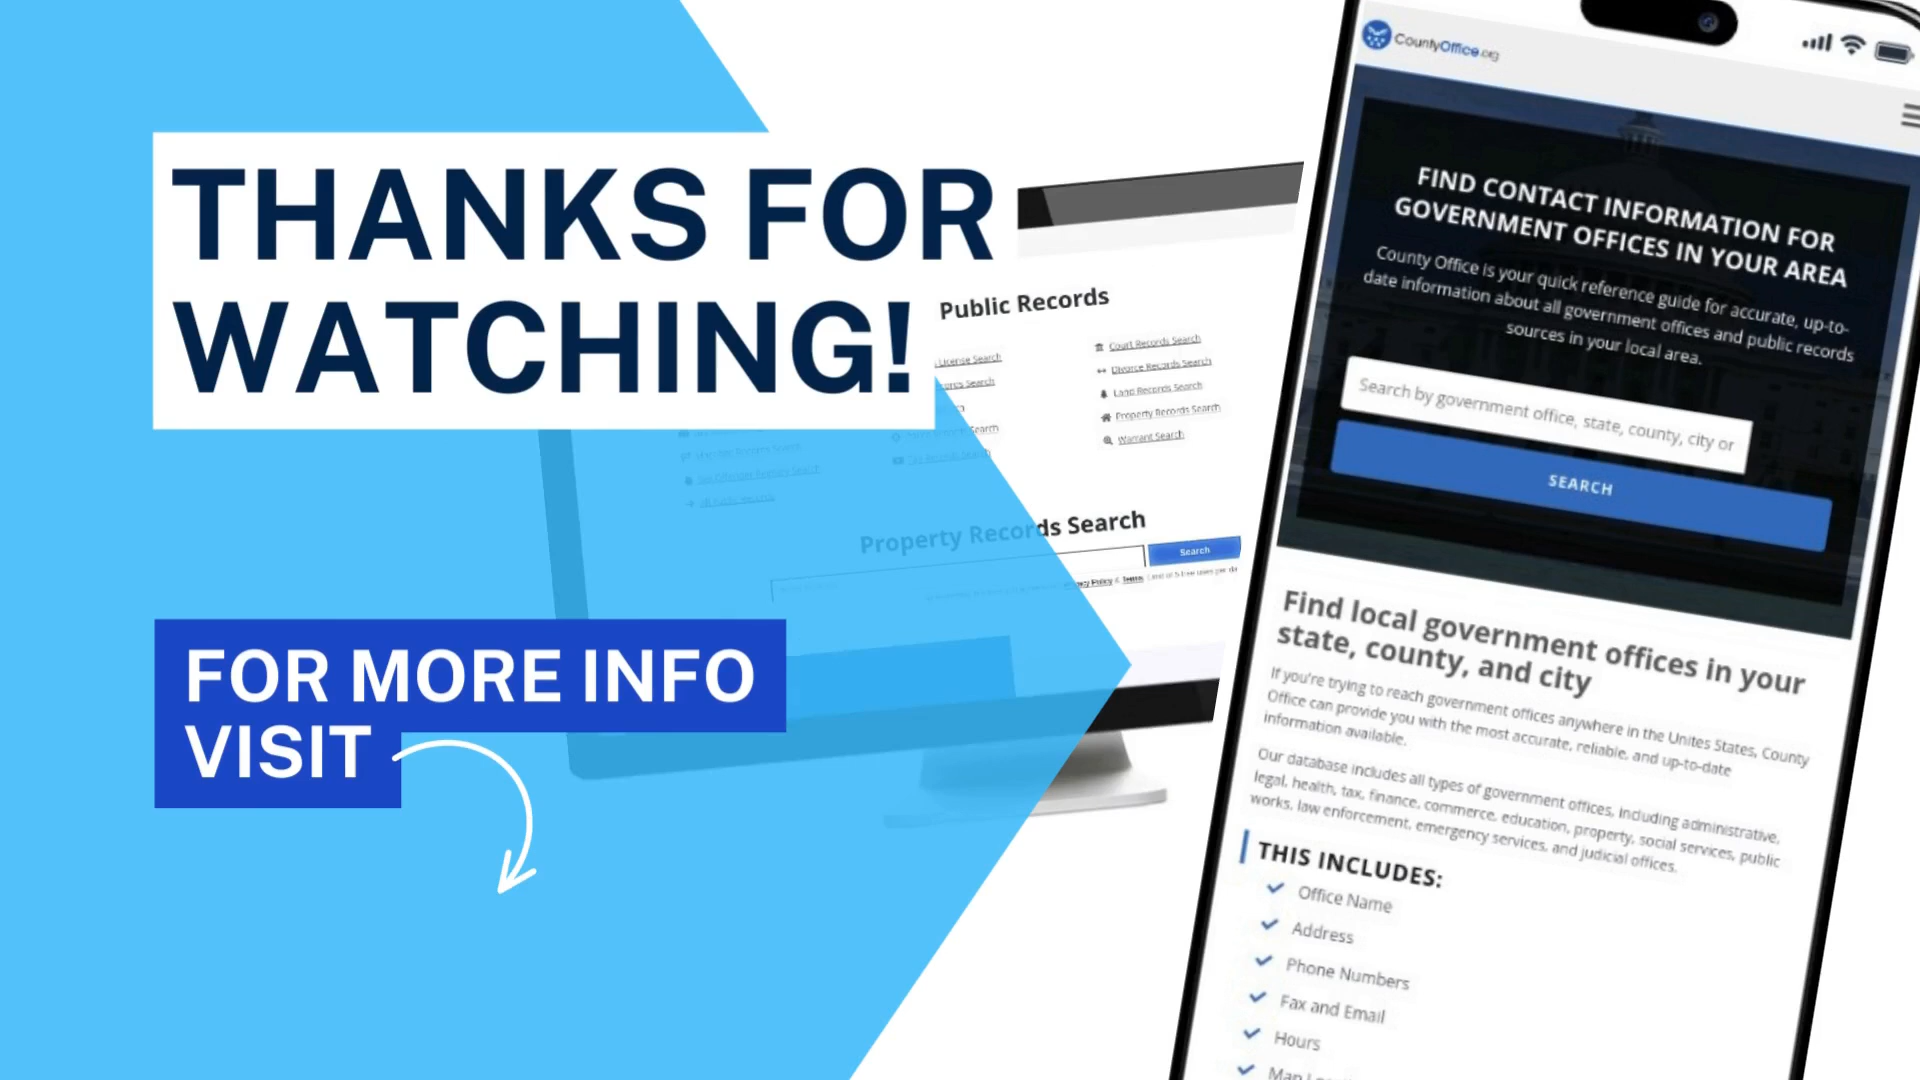 THANKS FOR
WATCHING!
FOR MORE INFO
VISIT
Public Records
License Search
Search
Search
Court Records Search
Divorce Records Search
Land Records Search
Property Records Search
Warrant Search
Property Records Search
Search
Policy & Terms
CountyOffice.org
FIND CONTACT INFORMATION FOR
GOVERNMENT OFFICES IN YOUR AREA
County Office is your quick reference guide for accurate, up-to-
date information about all government offices and public records
sources in your local area.
Search by government office, state, county, city or
SEARCH
Find local government offices in your
state, county, and city
If you're trying to reach government offices anywhere in the Unites States, County
Office can provide you with the most accurate, reliable, and up-to-date
information available.
Our database includes all types of government offices, including administrative,
legal, health, tax, finance, commerce, education, property, social services, public
works, law enforcement, emergency services, and judicial offices.
THIS INCLUDES:
Office Name
Address
Phone Numbers
Fax and Email
Hours
Map